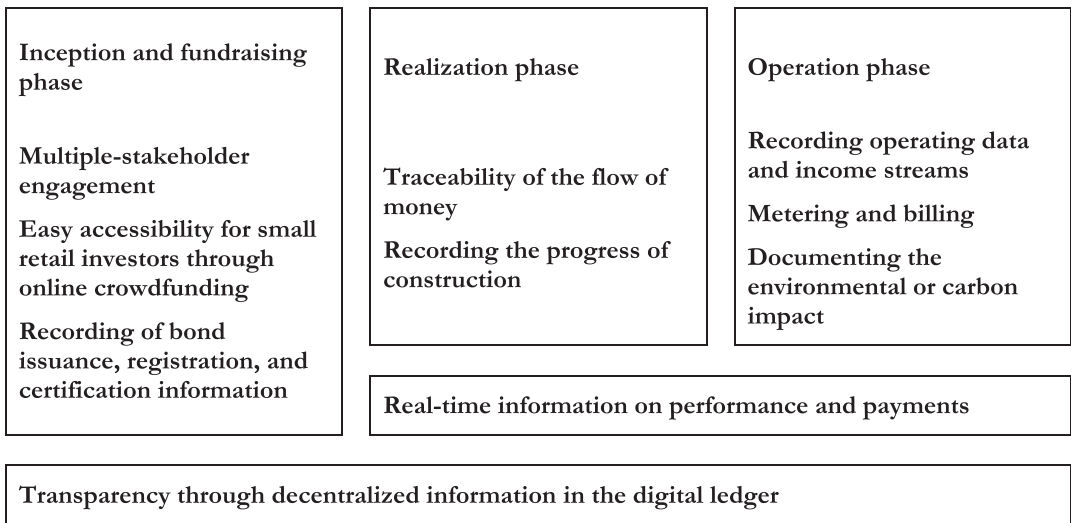 Inception and fundraising
phase
Multiple-stakeholder
engagement
Easy accessibility for small
retail investors through
online crowdfunding
Recording of bond
issuance, registration, and
certification information
Realization phase
Traceability of the flow of
money
Recording the progress of
construction
Operation phase
Recording operating data
and income streams
Metering and billing
Documenting the
environmental or carbon
impact
Real-time information on performance and payments
Transparency through decentralized information in the digital ledger